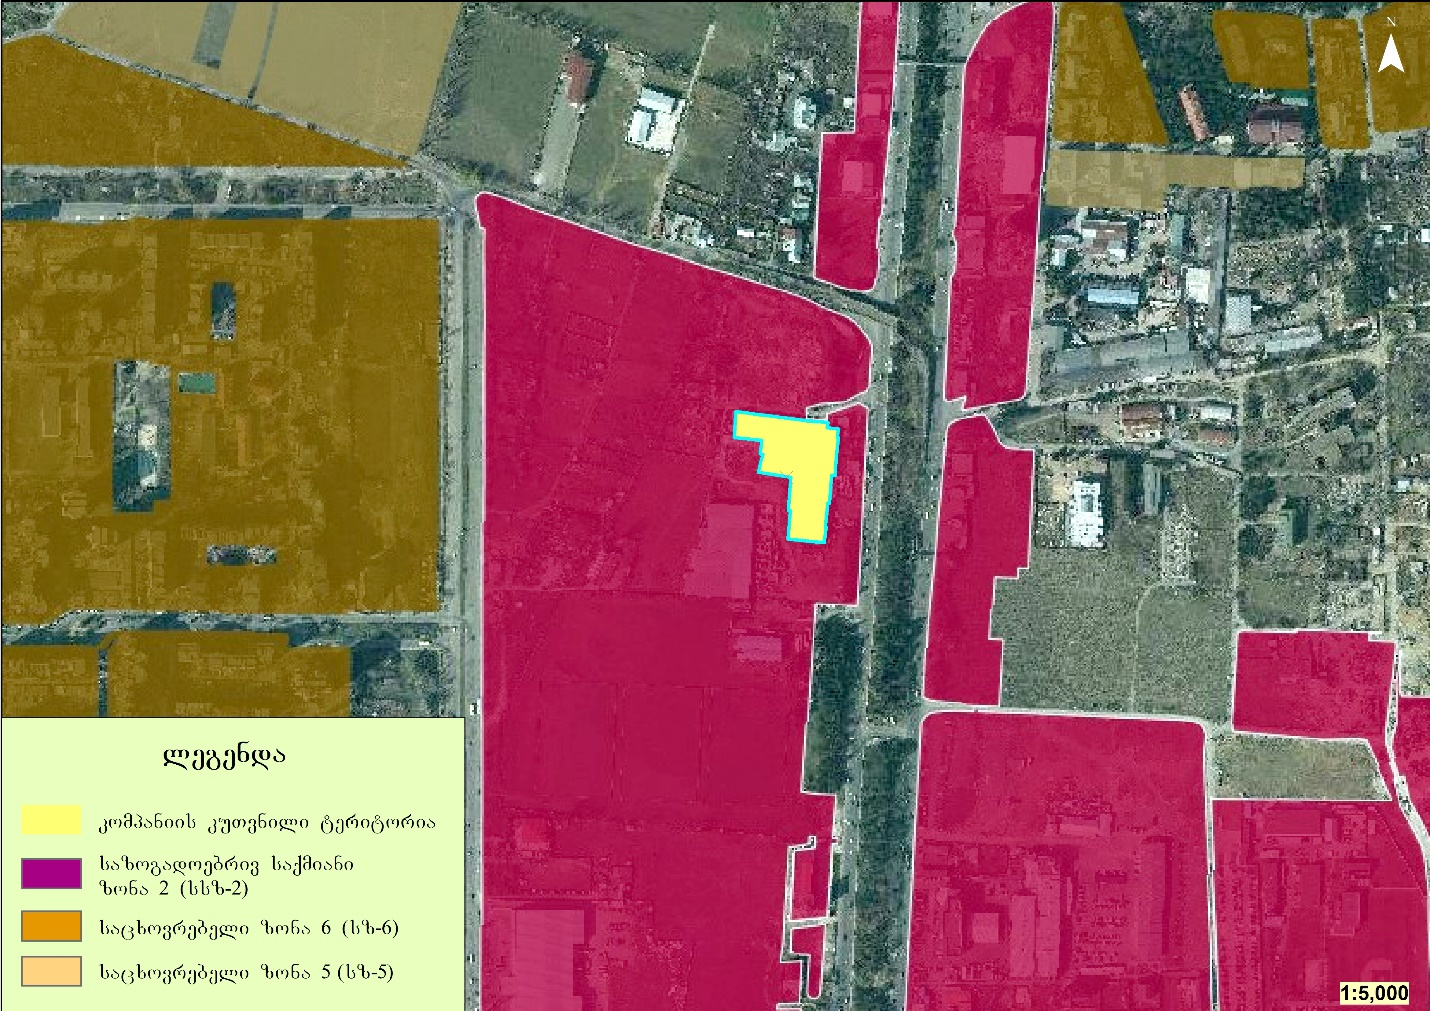 N
ლეგენდა
კომპანიის კუთვნილი ტერიტორია
საზოგადოებრივ საქმიანი
ზონა 2 (სსზ-2)
საცხოვრებელი ზონა 6 (სზ-6)
საცხოვრებელი ზონა 5 (სზ-5)
1:5,000